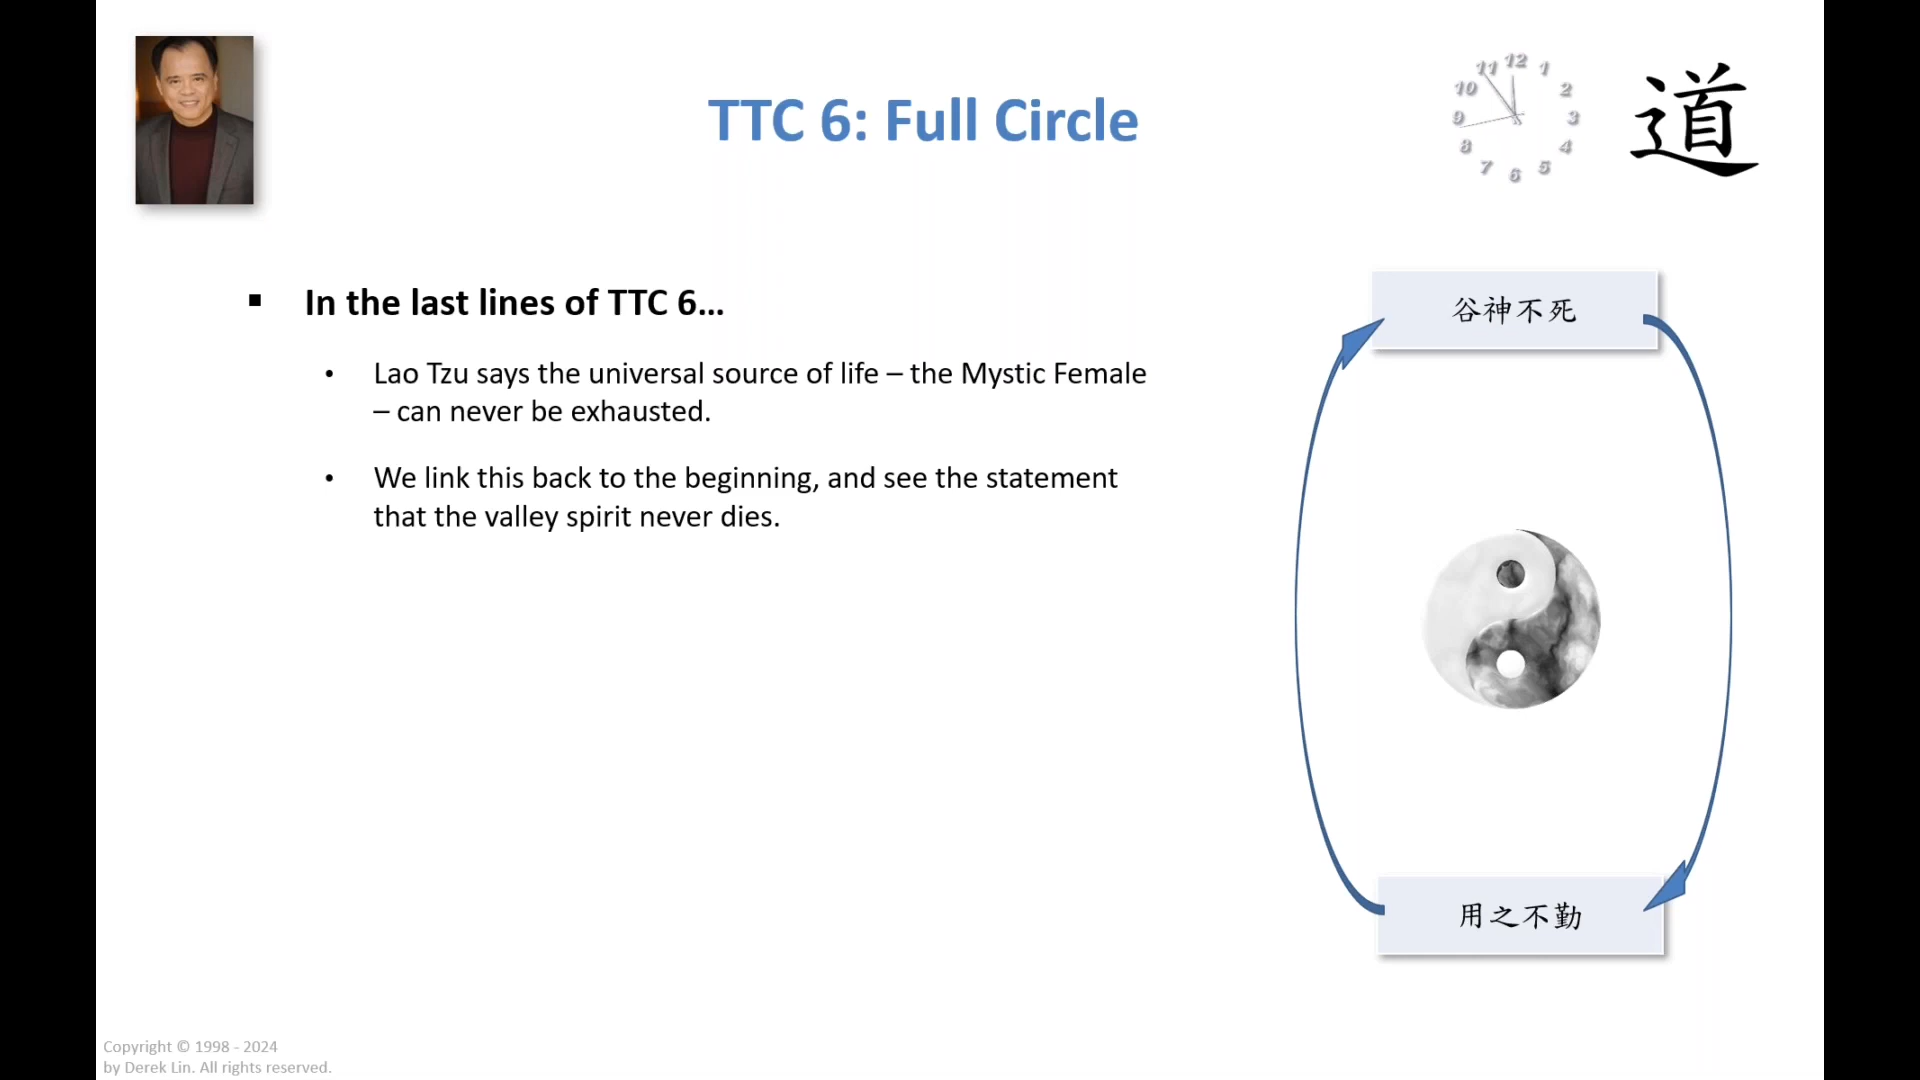 TTC 6: Full Circle
12
1
2
3
4
5
6
7
8
9
10
11
道
▪ In the last lines of TTC 6…
• Lao Tzu says the universal source of life – the Mystic Female
– can never be exhausted.
• We link this back to the beginning, and see the statement
that the valley spirit never dies.
谷神不死
用之不勤
Copyright © 1998 - 2024
by Derek Lin. All rights reserved.